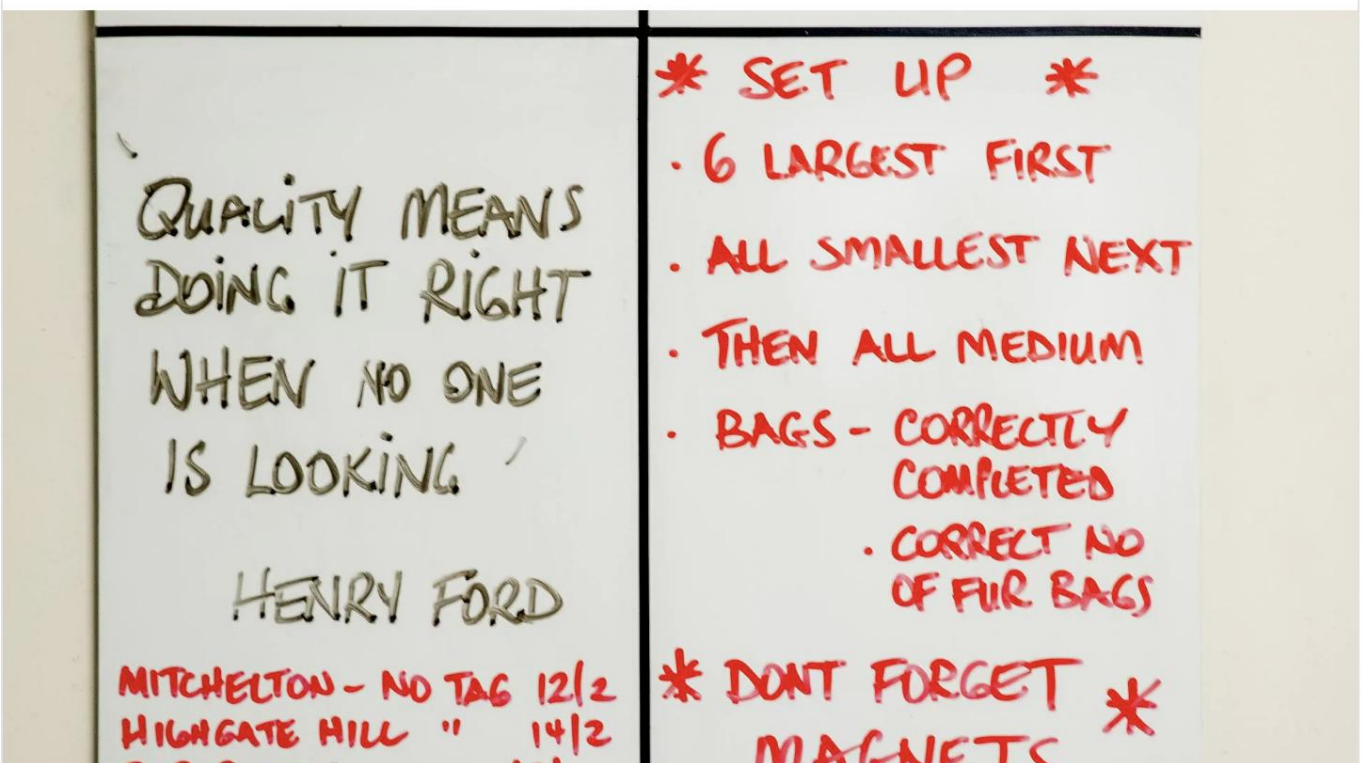 QUALITY MEANS
DOING IT RIGHT
WHEN NO ONE
IS LOOKING
HENRY FORD
MITCHELTON - NO TAG 12/2
HIGHGATE HILL " 14/2
* SET UP *
· 6 LARGEST FIRST
· ALL SMALLEST NEXT
· THEN ALL MEDIUM
· BAGS - CORRECTLY
COMPLETED
· CORRECT NO
OF FUR BAGS
* DONT FORGET *
MAGNETS